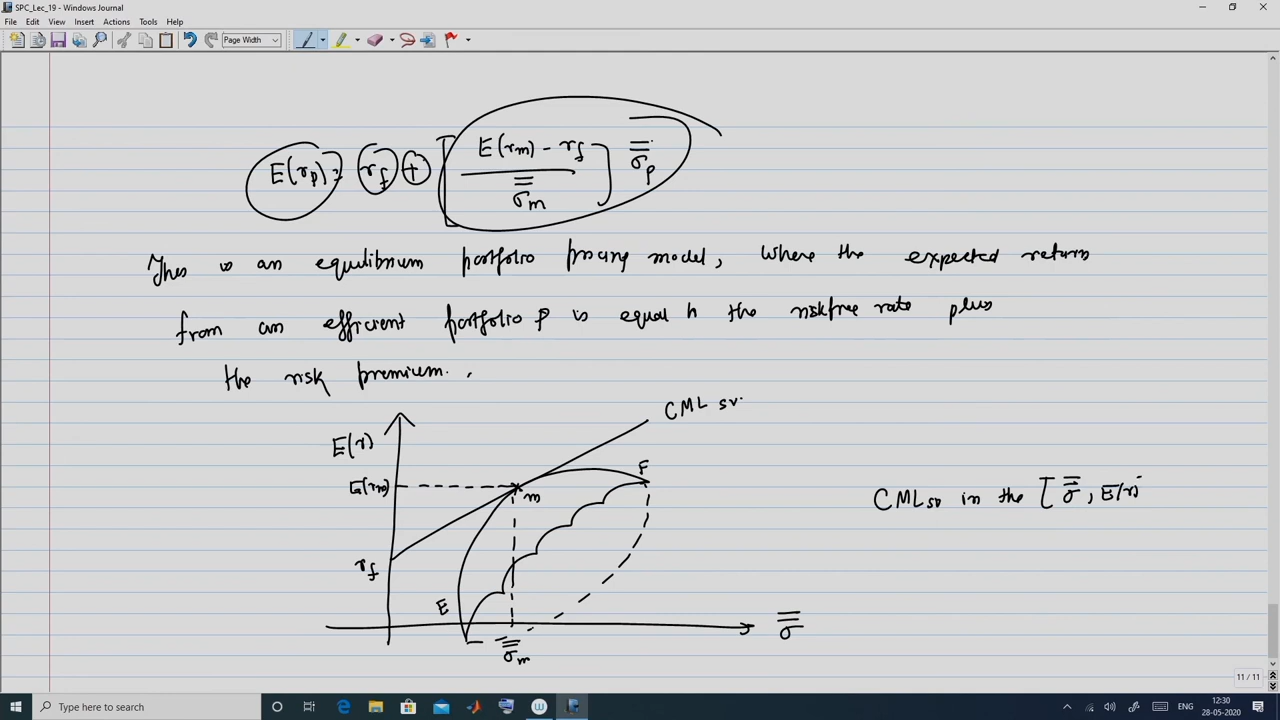 SPC_Lec_19 - Windows Journal
File Edit View Insert Actions Tools Help
Page Width
E(rp) = rf + [ E(rm) - rf / σ̿m ] σ̿p
This is an equilibrium portfolio pricing model, where the expected return
from an efficient portfolio P is equal to the riskfree rate plus
the risk premium.
CML sv
E(r)
E(rm)
m
F
CML sv in the [ σ̿, E(r)
rf
E
σ̿
σ̿m
11 / 11
Type here to search
ENG
12:30
28-05-2020